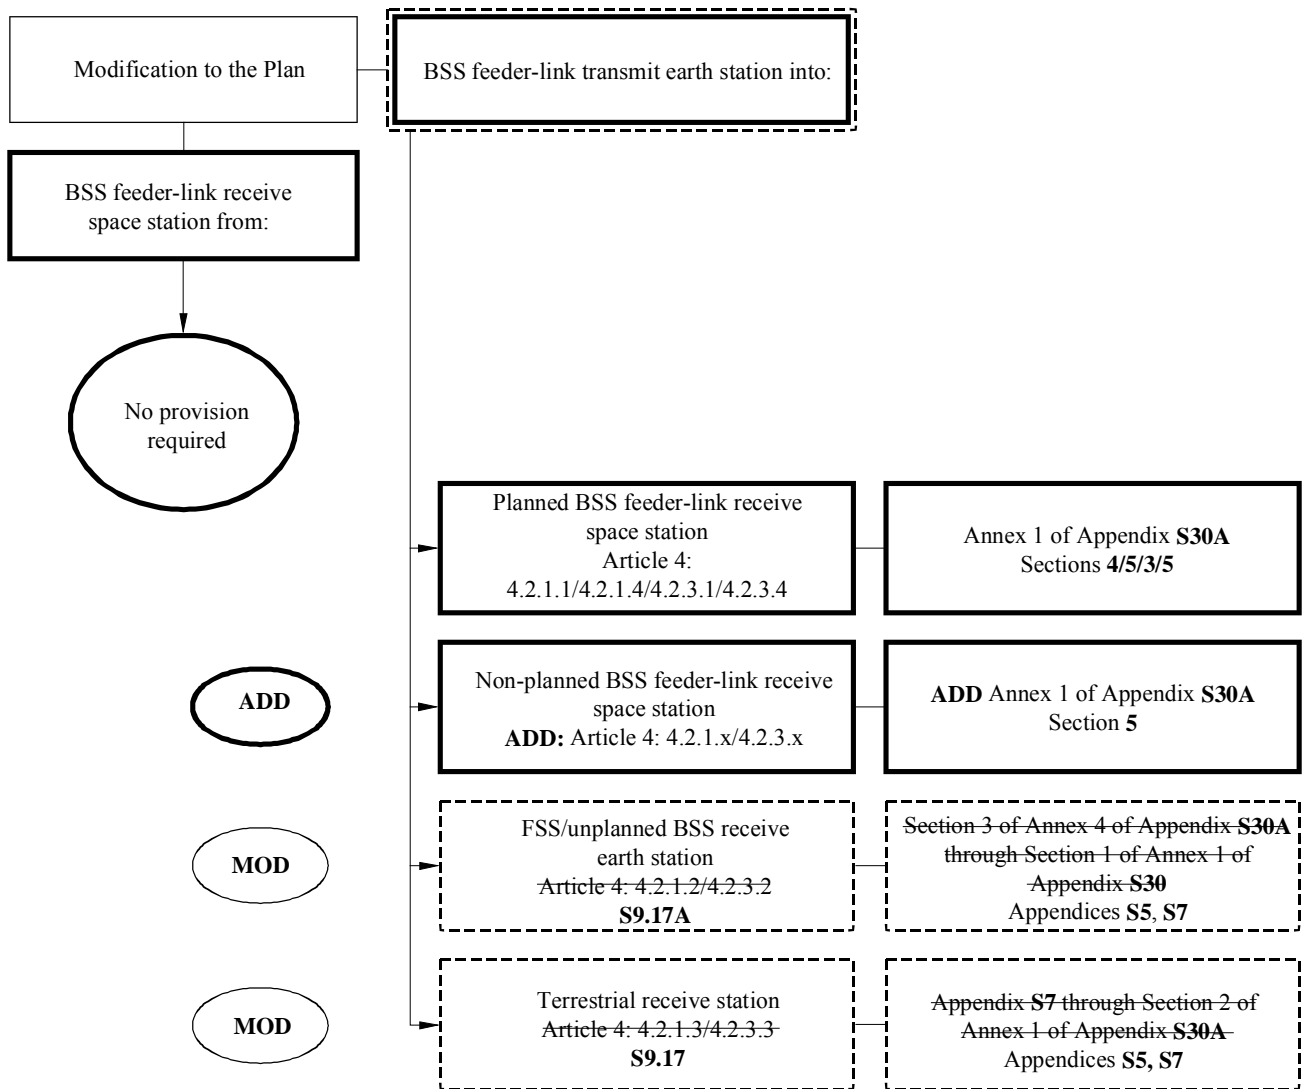 Modification to the Plan
BSS feeder-link transmit earth station into:
BSS feeder-link receive
space station from:
No provision
required
Planned BSS feeder-link receive
space station
Article 4:
4.2.1.1/4.2.1.4/4.2.3.1/4.2.3.4
Annex 1 of Appendix S30A
Sections 4/5/3/5
ADD
Non-planned BSS feeder-link receive
space station
ADD: Article 4: 4.2.1.x/4.2.3.x
ADD Annex 1 of Appendix S30A
Section 5
MOD
FSS/unplanned BSS receive
earth station
Article 4: 4.2.1.2/4.2.3.2
S9.17A
Section 3 of Annex 4 of Appendix S30A
through Section 1 of Annex 1 of
Appendix S30
Appendices S5, S7
MOD
Terrestrial receive station
Article 4: 4.2.1.3/4.2.3.3
S9.17
Appendix S7 through Section 2 of
Annex 1 of Appendix S30A
Appendices S5, S7